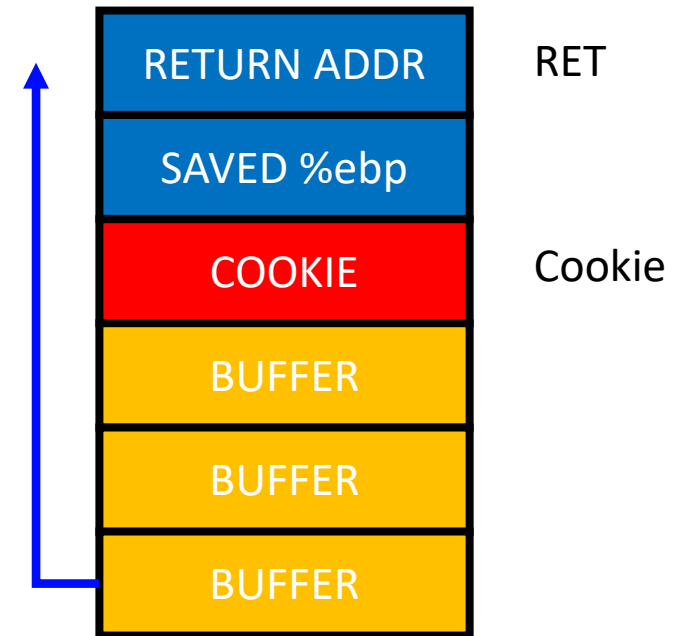 RETURN ADDR RET
SAVED %ebp
COOKIE Cookie
BUFFER
BUFFER
BUFFER